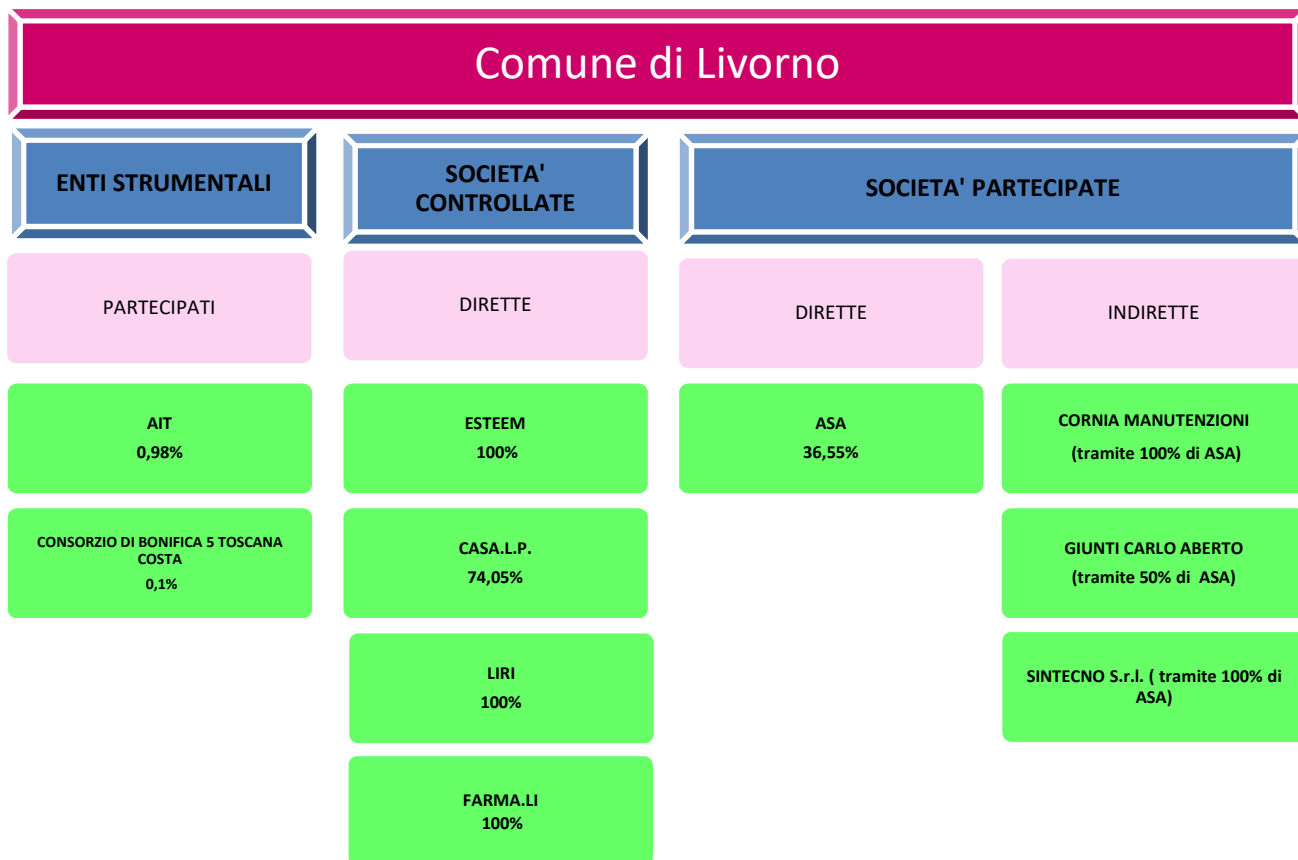 Comune di Livorno
ENTI STRUMENTALI
SOCIETA'
CONTROLLATE
SOCIETA' PARTECIPATE
PARTECIPATI
DIRETTE
DIRETTE
INDIRETTE
AIT
0,98%
ESTEEM
100%
ASA
36,55%
CORNIA MANUTENZIONI
(tramite 100% di ASA)
CONSORZIO DI BONIFICA 5 TOSCANA
COSTA
0,1%
CASA.L.P.
74,05%
GIUNTI CARLO ABERTO
(tramite 50% di  ASA)
LIRI
100%
SINTECNO S.r.l. ( tramite 100% di
ASA)
FARMA.LI
100%